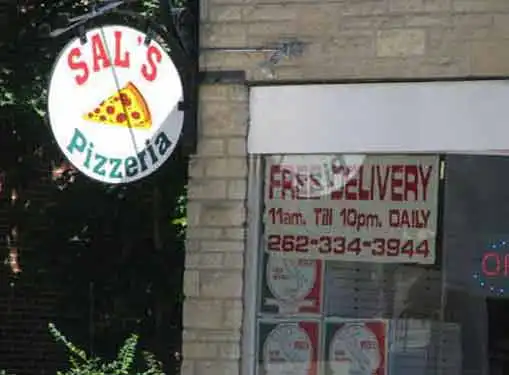 SAL'S
Pizzeria
FREE DELIVERY
11am. Till 10pm. DAILY
262-334-3944